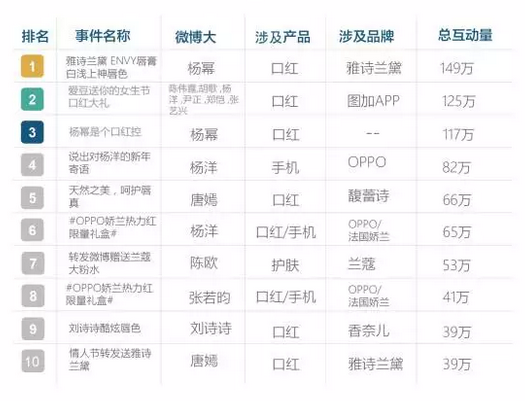 排名 事件名称 微博大 涉及产品 涉及品牌 总互动量
1 雅诗兰黛 ENVY唇膏白浅上神唇色 杨幂 口红 雅诗兰黛 149万
2 爱豆送你的女生节口红大礼 陈伟霆,胡歌,杨洋,尹正,郑恺,张艺兴 口红 图加APP 125万
3 杨幂是个口红控 杨幂 口红 -- 117万
4 说出对杨洋的新年寄语 杨洋 手机 OPPO 82万
5 天然之美，呵护唇真 唐嫣 口红 馥蕾诗 66万
6 #OPPO娇兰热力红限量礼盒# 杨洋 口红/手机 OPPO/法国娇兰 65万
7 转发微博赠送兰蔻大粉水 陈欧 护肤 兰蔻 53万
8 #OPPO娇兰热力红限量礼盒# 张若昀 口红/手机 OPPO/法国娇兰 41万
9 刘诗诗酷炫唇色 刘诗诗 口红 香奈儿 39万
10 情人节转发送雅诗兰黛 唐嫣 口红 雅诗兰黛 39万